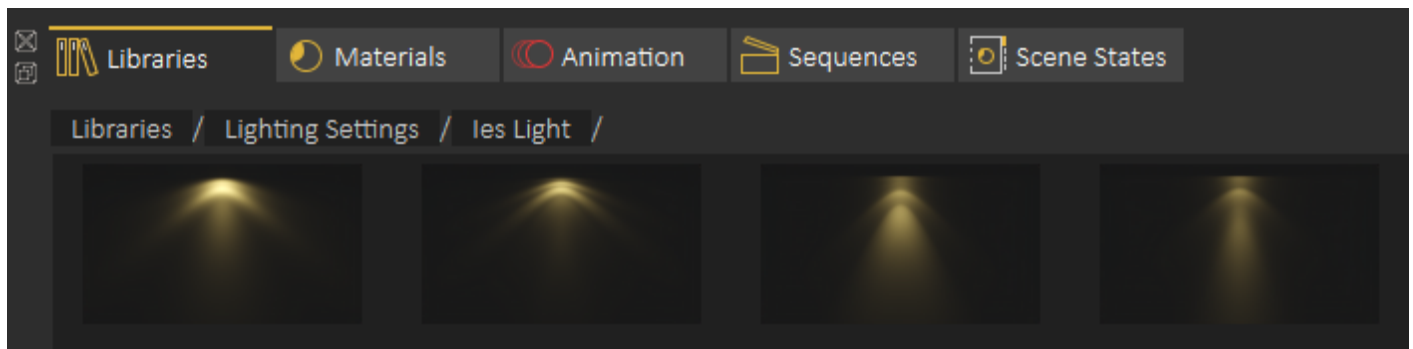 Libraries Materials Animation Sequences Scene States
Libraries / Lighting Settings / Ies Light /